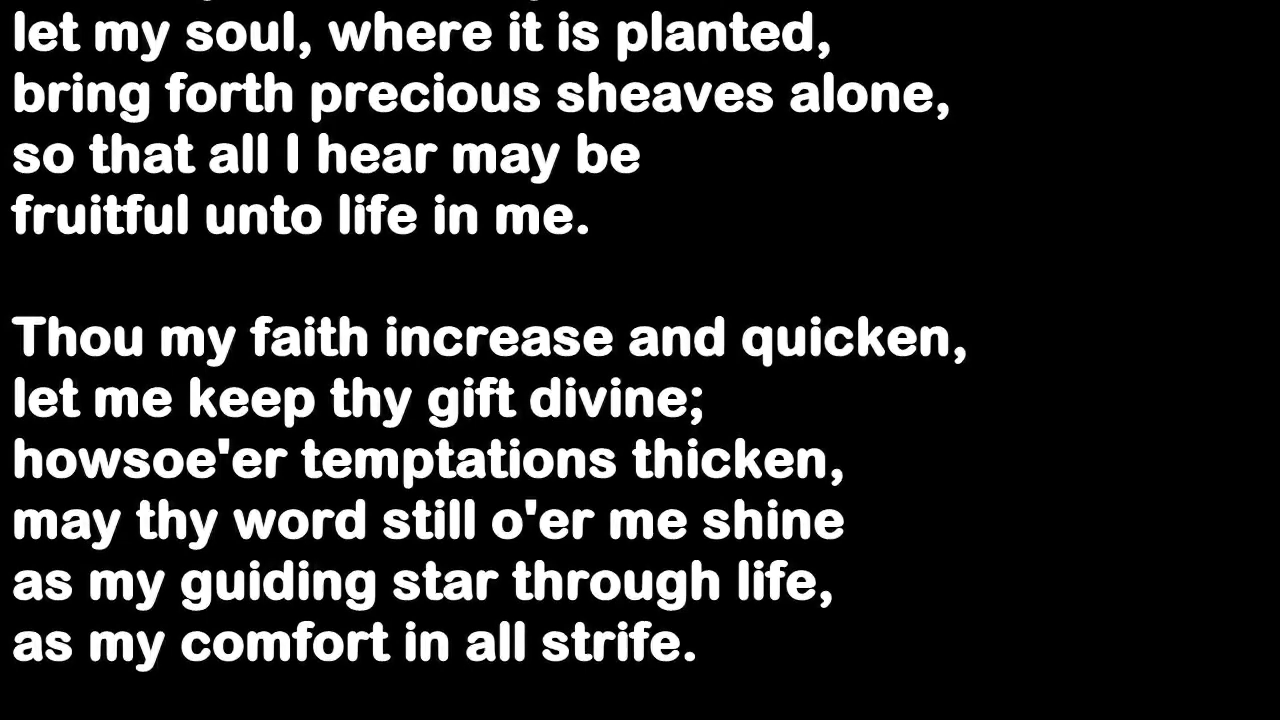 let my soul, where it is planted,
bring forth precious sheaves alone,
so that all I hear may be
fruitful unto life in me.

Thou my faith increase and quicken,
let me keep thy gift divine;
howsoe'er temptations thicken,
may thy word still o'er me shine
as my guiding star through life,
as my comfort in all strife.